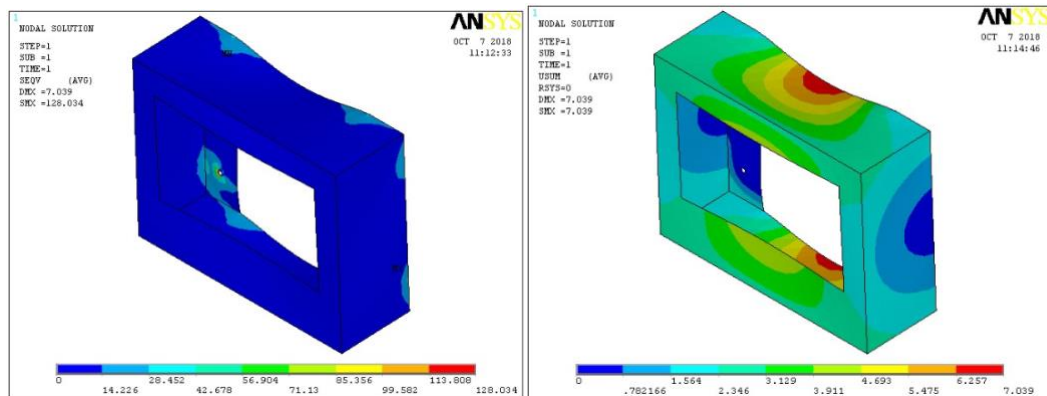 1
NODAL SOLUTION
STEP=1
SUB =1
TIME=1
SEQV (AVG)
DMX =7.039
SMX =128.034
ANSYS
OCT 7 2018
11:12:33
0 14.226 28.452 42.678 56.904 71.13 85.356 99.582 113.808 128.034
1
NODAL SOLUTION
STEP=1
SUB =1
TIME=1
USUM (AVG)
RSYS=0
DMX =7.039
SMX =7.039
ANSYS
OCT 7 2018
11:14:46
0 .782166 1.564 2.346 3.129 3.911 4.693 5.475 6.257 7.039